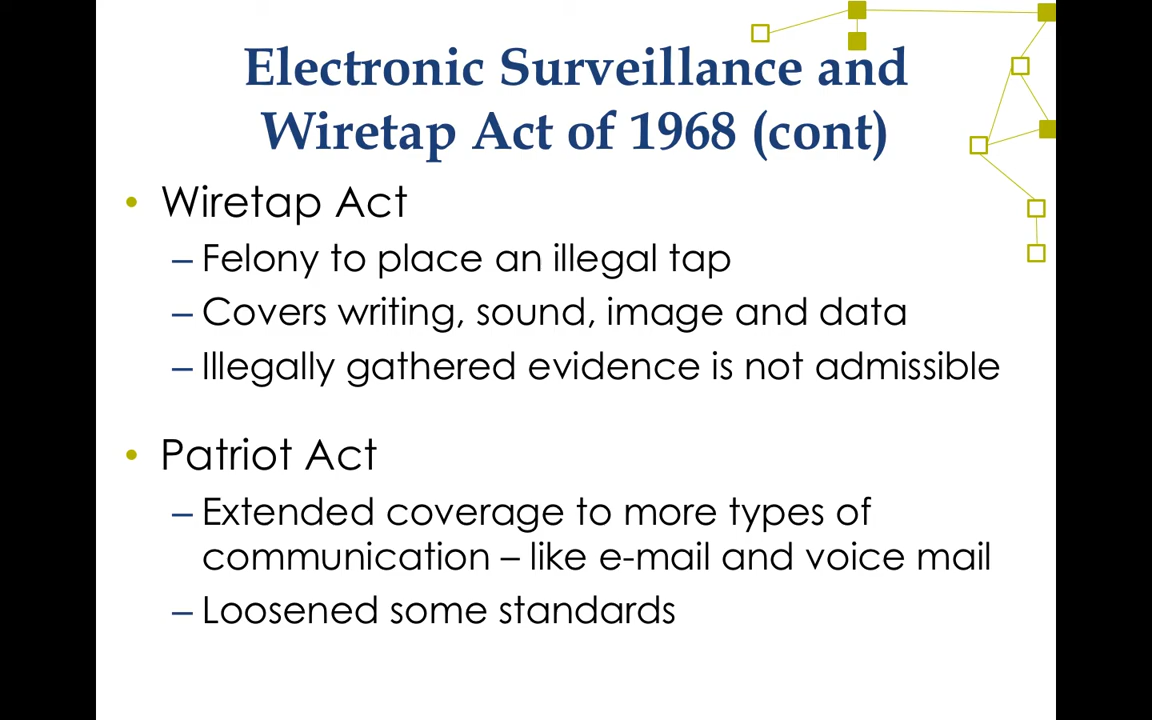 Electronic Surveillance and
Wiretap Act of 1968 (cont)
• Wiretap Act
– Felony to place an illegal tap
– Covers writing, sound, image and data
– Illegally gathered evidence is not admissible
• Patriot Act
– Extended coverage to more types of
communication – like e-mail and voice mail
– Loosened some standards